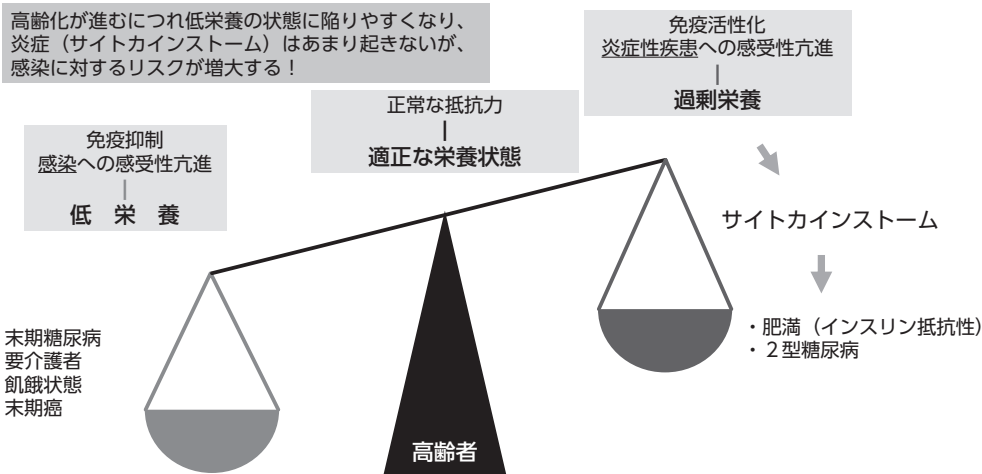 高齢化が進むにつれ低栄養の状態に陥りやすくなり、
炎症（サイトカインストーム）はあまり起きないが、
感染に対するリスクが増大する！
免疫活性化
炎症性疾患への感受性亢進
過剰栄養
正常な抵抗力
適正な栄養状態
免疫抑制
感染への感受性亢進
低　栄　養
サイトカインストーム
・肥満（インスリン抵抗性）
・２型糖尿病
末期糖尿病
要介護者
飢餓状態
末期癌
高齢者